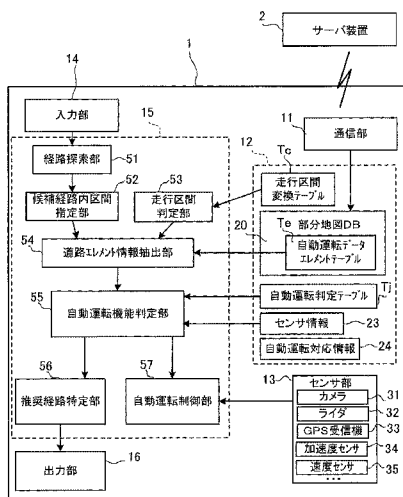 2
サーバ装置
1
14
入力部
15
11
通信部
経路探索部
51
12
Tc
候補経路内区間
指定部
52
53
走行区間
判定部
走行区間
変換テーブル
20
部分地図DB
Te
自動運転データ
エレメントテーブル
54
道路エレメント情報抽出部
55
自動運転機能判定部
自動運転判定テーブル
Tj
センサ情報
23
自動運転対応情報
24
56
推奨経路特定部
57
自動運転制御部
13
センサ部
カメラ
31
ライダ
32
GPS受信機
33
加速度センサ
34
速度センサ
35
・・・
出力部
16